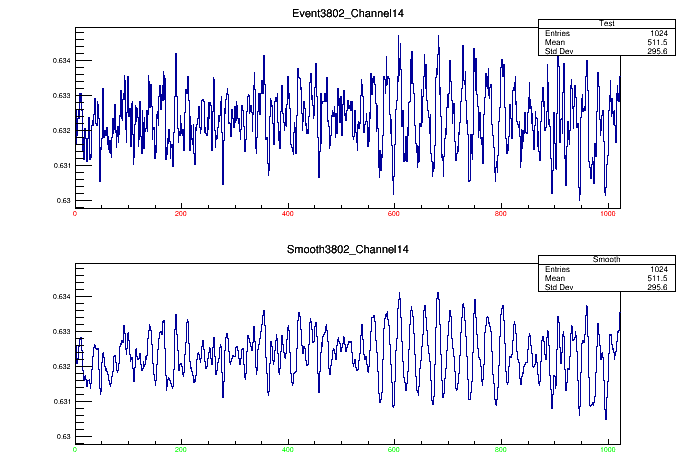 Event3802_Channel14
Test
Entries 1024
Mean 511.5
Std Dev 295.6
0.634
0.633
0.632
0.631
0.63
0 200 400 600 800 1000
Smooth3802_Channel14
Smooth
Entries 1024
Mean 511.5
Std Dev 295.6
0.634
0.633
0.632
0.631
0.63
0 200 400 600 800 1000